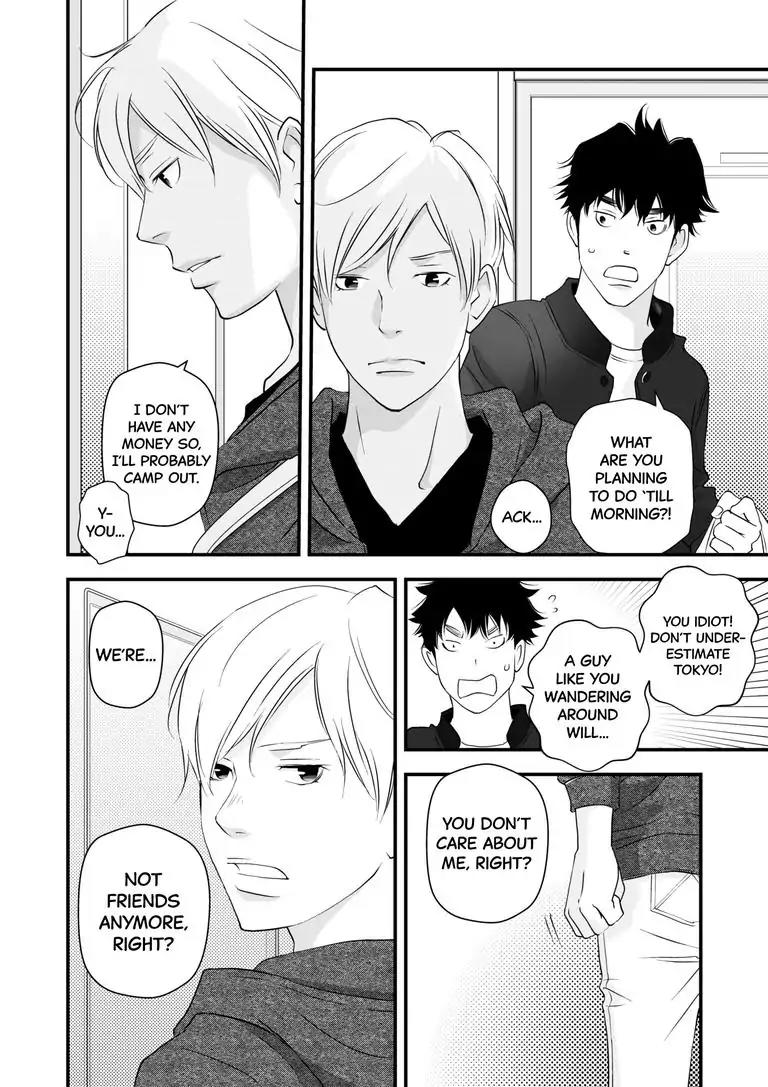 WHAT
ARE YOU
PLANNING
TO DO ‘TILL
MORNING?!
ACK...
I DON’T
HAVE ANY
MONEY SO,
I’LL PROBABLY
CAMP OUT.
Y-
YOU...
YOU IDIOT!
DON’T UNDER-
ESTIMATE
TOKYO!
A GUY
LIKE YOU
WANDERING
AROUND
WILL...
YOU DON’T
CARE ABOUT
ME, RIGHT?
WE’RE...
NOT
FRIENDS
ANYMORE,
RIGHT?